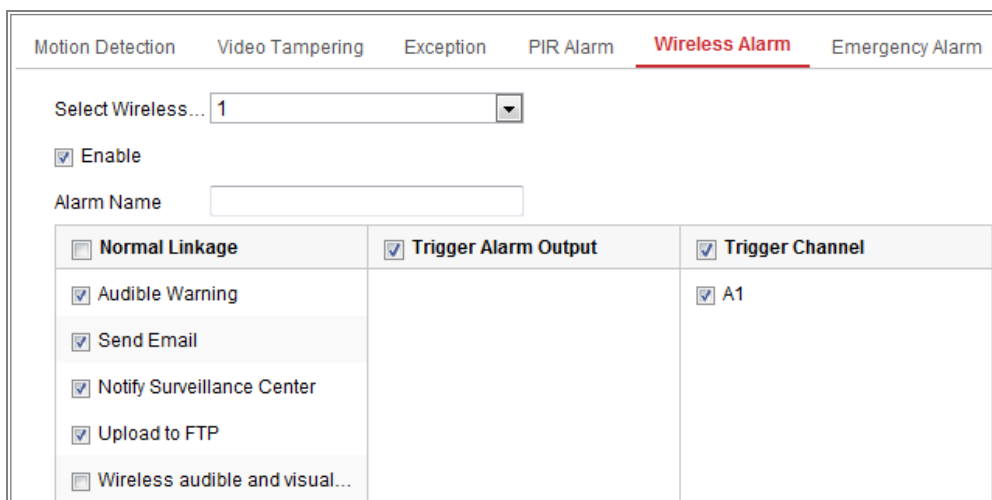 Motion Detection Video Tampering Exception PIR Alarm Wireless Alarm Emergency Alarm
Select Wireless... 1
Enable
Alarm Name
Normal Linkage Trigger Alarm Output Trigger Channel
Audible Warning A1
Send Email
Notify Surveillance Center
Upload to FTP
Wireless audible and visual...